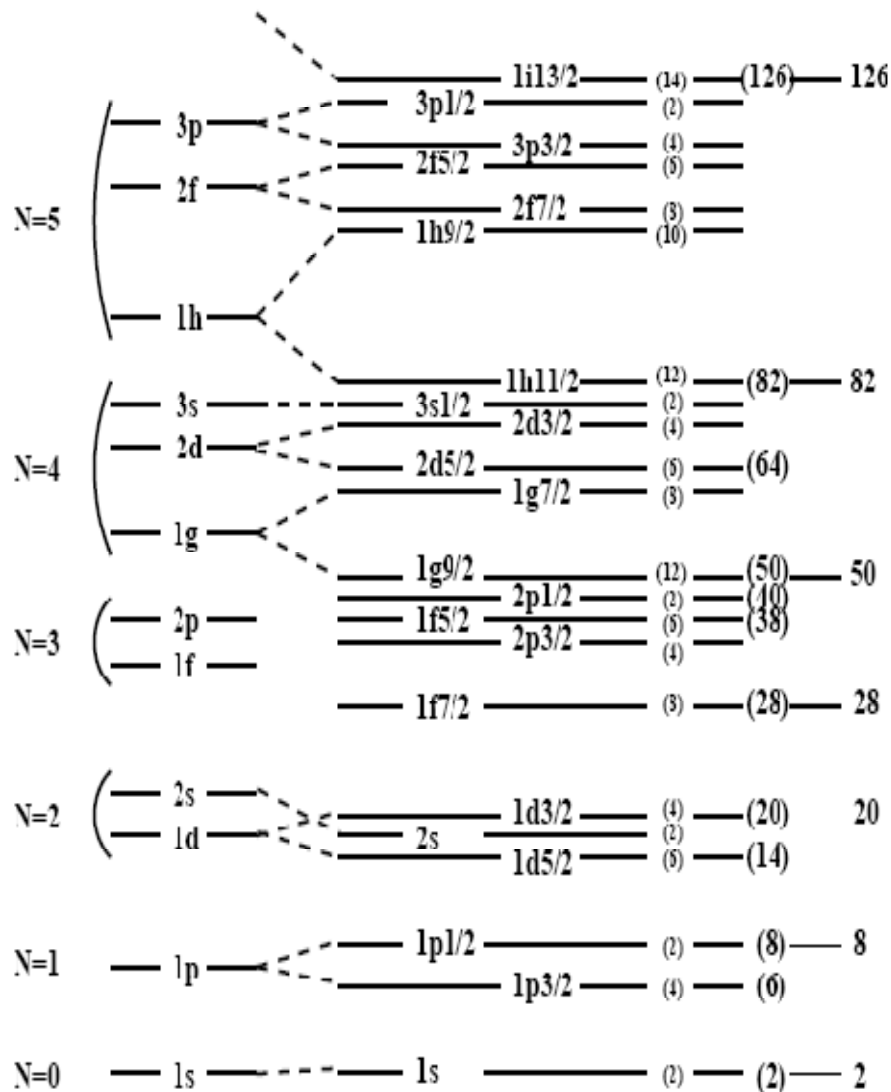 1i13/2 (14) (126) 126
3p1/2 (2)
3p
3p3/2 (4)
2f5/2 (6)
2f
2f7/2 (8)
N=5
1h9/2 (10)
1h
1h11/2 (12) (82) 82
3s 3s1/2 (2)
2d3/2 (4)
2d
N=4 2d5/2 (6) (64)
1g7/2 (8)
1g
1g9/2 (12) (50) 50
2p1/2 (2) (40)
2p 1f5/2 (6) (38)
N=3 2p3/2 (4)
1f
1f7/2 (8) (28) 28
2s
N=2 1d3/2 (4) (20) 20
1d 2s (2)
1d5/2 (6) (14)
1p1/2 (2) (8) 8
N=1 1p
1p3/2 (4) (6)
N=0 1s 1s (2) (2) 2